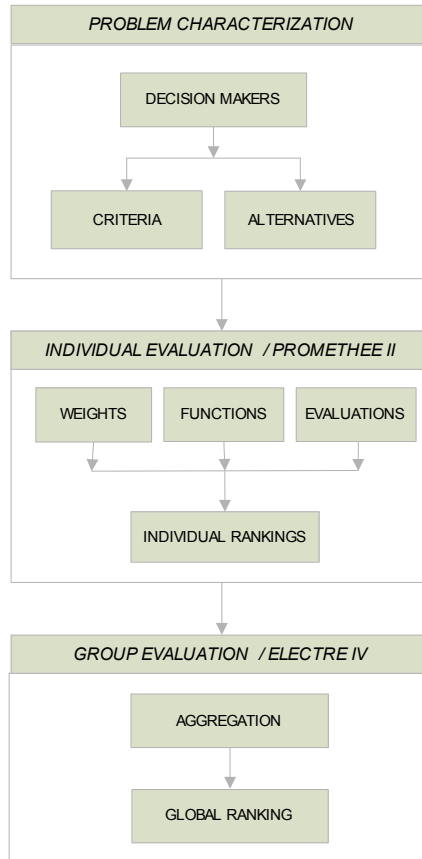 PROBLEM CHARACTERIZATION
DECISION MAKERS
CRITERIA
ALTERNATIVES
INDIVIDUAL EVALUATION / PROMETHEE II
WEIGHTS
FUNCTIONS
EVALUATIONS
INDIVIDUAL RANKINGS
GROUP EVALUATION / ELECTRE IV
AGGREGATION
GLOBAL RANKING